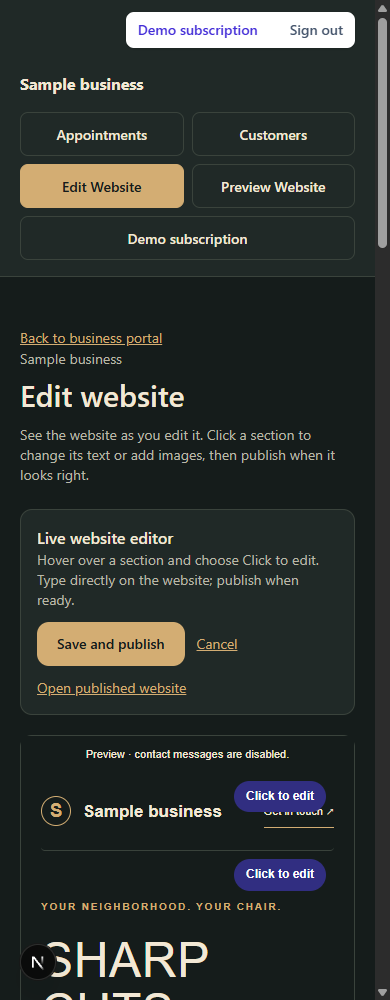 Demo subscription Sign out
Sample business
Appointments Customers
Edit Website Preview Website
Demo subscription
Back to business portal
Sample business
Edit website
See the website as you edit it. Click a section to
change its text or add images, then publish when it
looks right.
Live website editor
Hover over a section and choose Click to edit.
Type directly on the website; publish when
ready.
Save and publish Cancel
Open published website
Preview · contact messages are disabled.
Click to edit
S Sample business Get in touch ↗
Click to edit
YOUR NEIGHBORHOOD. YOUR CHAIR.
N
SHARP
CUTS